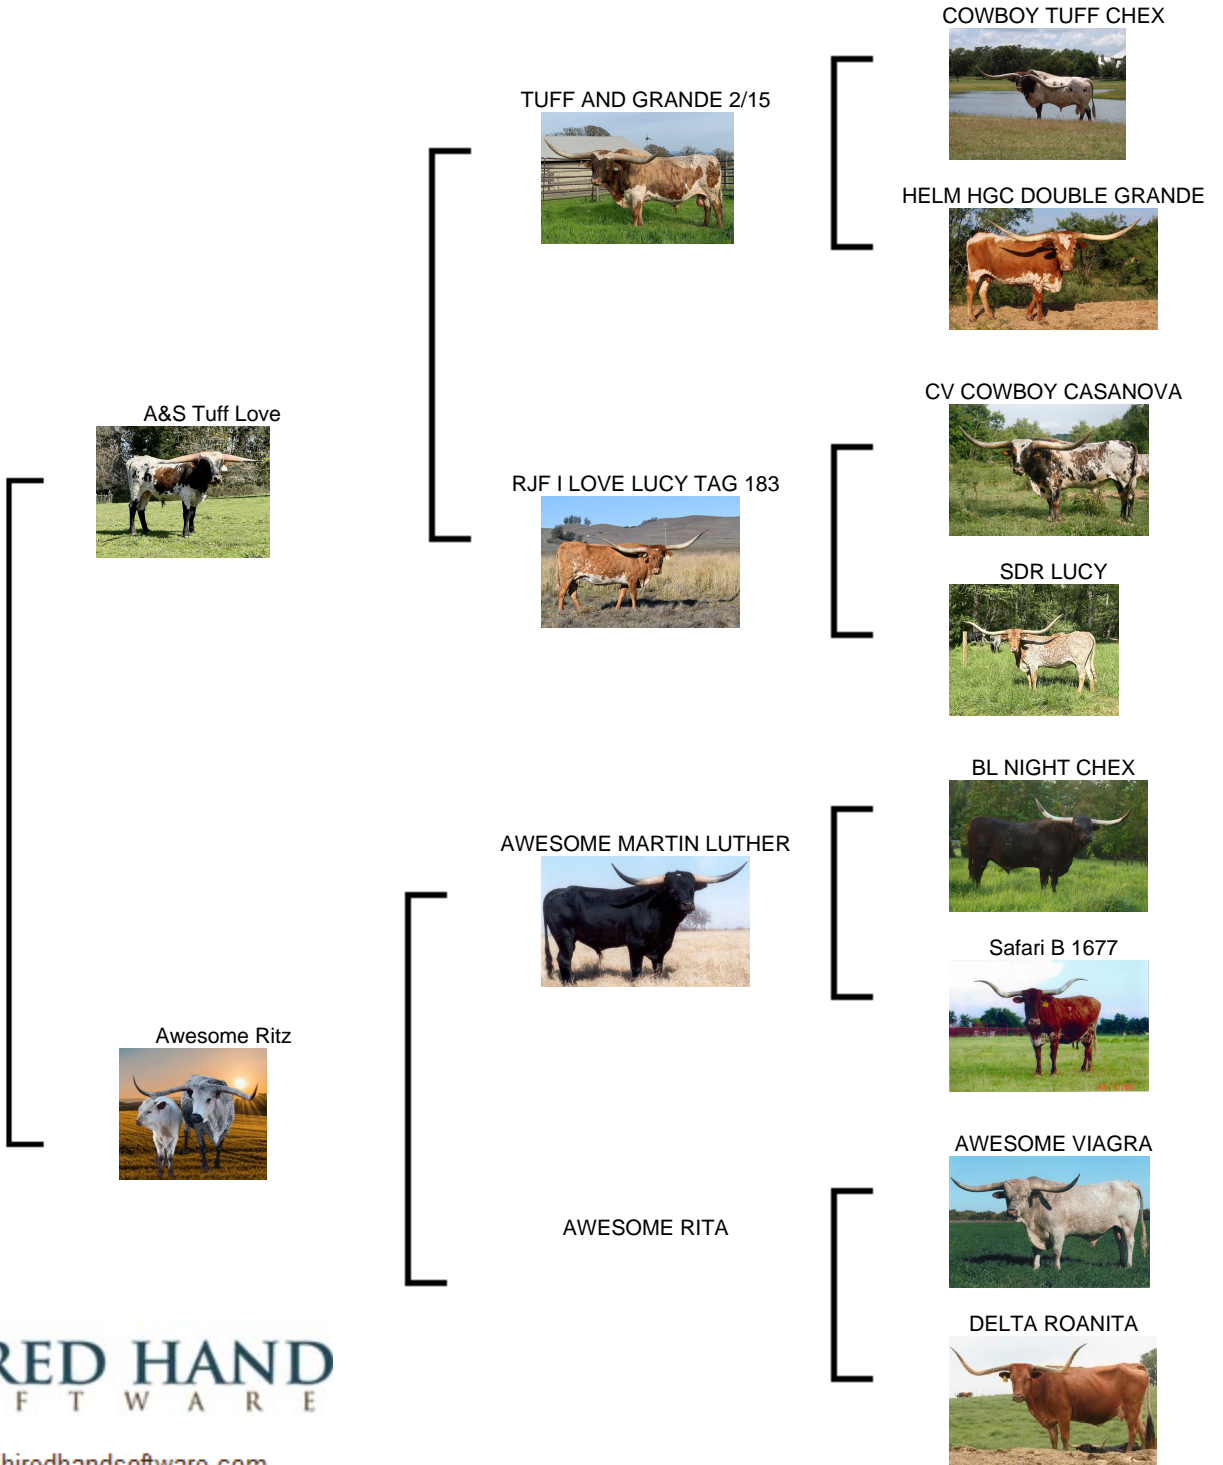 COWBOY TUFF CHEX
TUFF AND GRANDE 2/15
HELM HGC DOUBLE GRANDE
A&S Tuff Love
CV COWBOY CASANOVA
RJF I LOVE LUCY TAG 183
SDR LUCY
BL NIGHT CHEX
AWESOME MARTIN LUTHER
Safari B 1677
Awesome Ritz
AWESOME VIAGRA
AWESOME RITA
DELTA ROANITA
RED HAND
F T W A R E
hiredhandsoftware.com